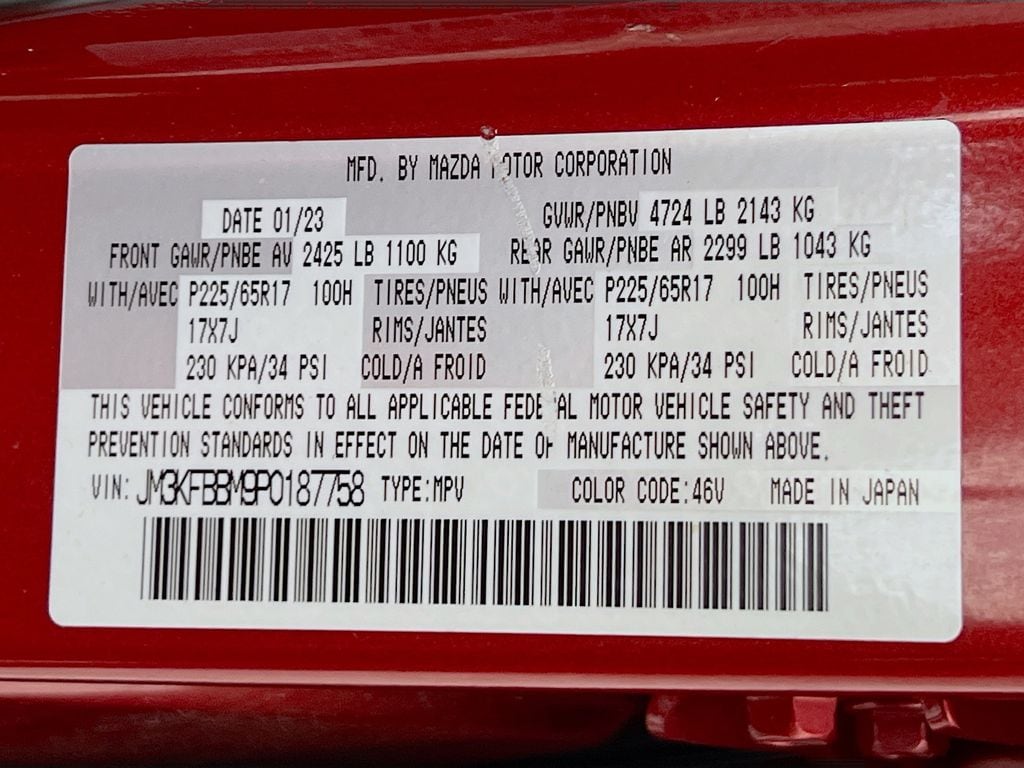 MFD. BY MAZDA MOTOR CORPORATION
DATE 01/23 GVWR/PNBV 4724 LB 2143 KG
FRONT GAWR/PNBE AV 2425 LB 1100 KG REAR GAWR/PNBE AR 2299 LB 1043 KG
WITH/AVEC P225/65R17 100H TIRES/PNEUS WITH/AVEC P225/65R17 100H TIRES/PNEUS
17X7J RIMS/JANTES 17X7J RIMS/JANTES
230 KPA/34 PSI COLD/A FROID 230 KPA/34 PSI COLD/A FROID
THIS VEHICLE CONFORMS TO ALL APPLICABLE FEDERAL MOTOR VEHICLE SAFETY AND THEFT
PREVENTION STANDARDS IN EFFECT ON THE DATE OF MANUFACTURE SHOWN ABOVE.
VIN: JM3KFBBM9P0187758 TYPE:MPV COLOR CODE:46V MADE IN JAPAN